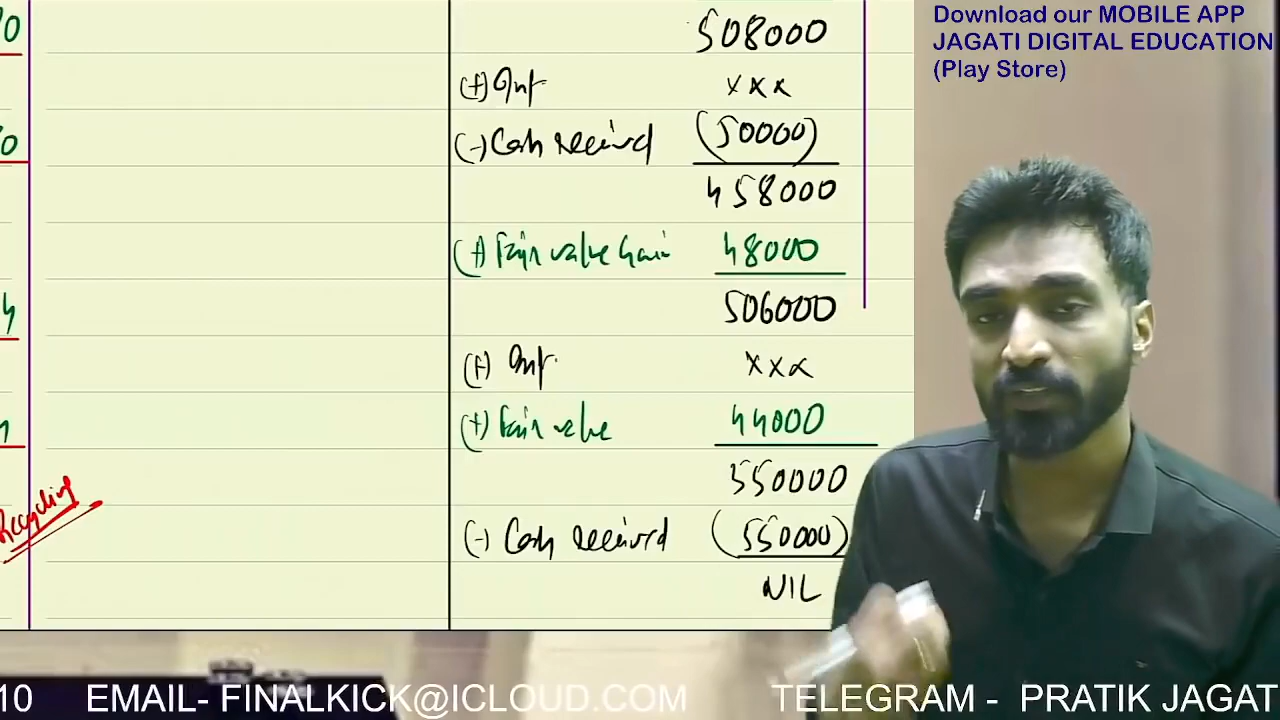 Download our MOBILE APP
JAGATI DIGITAL EDUCATION
(Play Store)
508000
(+) Int xxx
(-) Cash received (50000)
458000
(+) Fair value Gain 48000
506000
(+) Int xxx
(+) Fair value 44000
550000
(-) Cash received (550000)
NIL
Recycling
10 EMAIL- FINALKICK@ICLOUD.COM TELEGRAM - PRATIK JAGAT